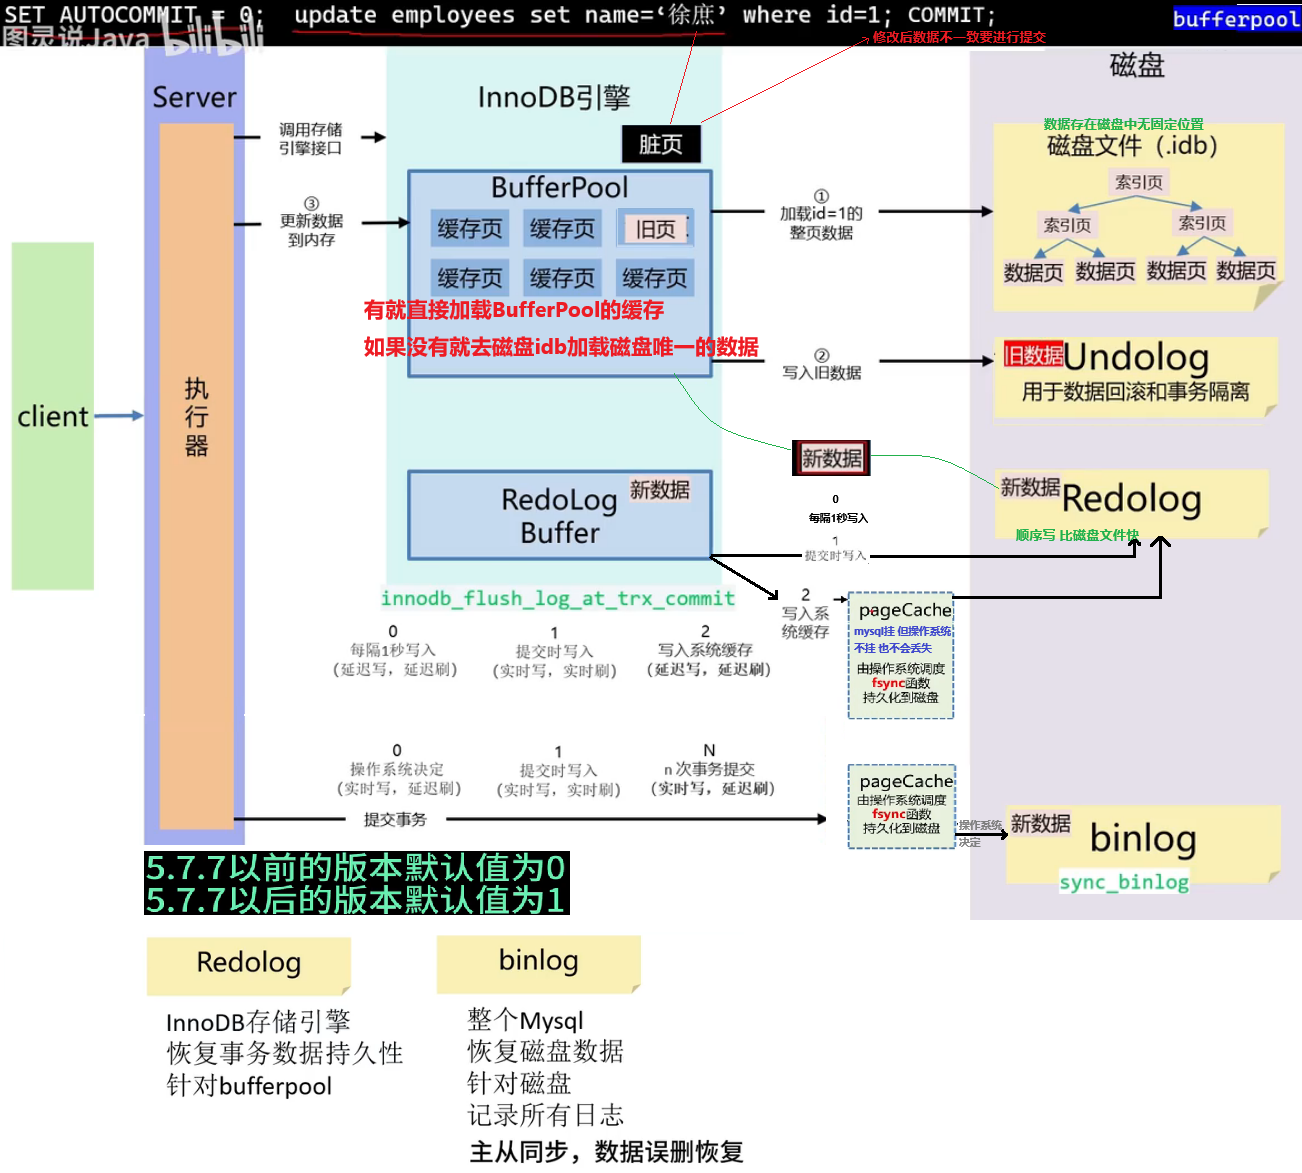 SET AUTOCOMMIT = 0;  update employees set name=‘徐庶’ where id=1; COMMIT;
bufferpool
图灵说Java bilibili
修改后数据不一致要进行提交
Server
InnoDB引擎
磁盘
调用存储
引擎接口
脏页
数据存在磁盘中无固定位置
磁盘文件（.idb）
BufferPool
索引页
③
更新数据
到内存
缓存页 缓存页 旧页
①
加载id=1的
整页数据
索引页 索引页
缓存页 缓存页 缓存页
数据页 数据页 数据页 数据页
有就直接加载BufferPool的缓存
如果没有就去磁盘idb加载磁盘唯一的数据
②
写入旧数据
旧数据 Undolog
用于数据回滚和事务隔离
client
执
行
器
新数据
RedoLog
Buffer
新数据
新数据 Redolog
0
每隔1秒写入
顺序写 比磁盘文件快
1
提交时写入
innodb_flush_log_at_trx_commit
2
写入系
统缓存
pageCache
mysql挂 但操作系统
不挂 也不会丢失
由操作系统调度
fsync函数
持久化到磁盘
0
每隔1秒写入
(延迟写，延迟刷)
1
提交时写入
(实时写，实时刷)
2
写入系统缓存
(延迟写，延迟刷)
0
操作系统决定
(实时写，延迟刷)
1
提交时写入
(实时写，实时刷)
N
n 次事务提交
(实时写，延迟刷)
提交事务
pageCache
由操作系统调度
fsync函数
持久化到磁盘
操作系统
决定
新数据
binlog
sync_binlog
5.7.7以前的版本默认值为0
5.7.7以后的版本默认值为1
Redolog
InnoDB存储引擎
恢复事务数据持久性
针对bufferpool
binlog
整个Mysql
恢复磁盘数据
针对磁盘
记录所有日志
主从同步，数据误删恢复